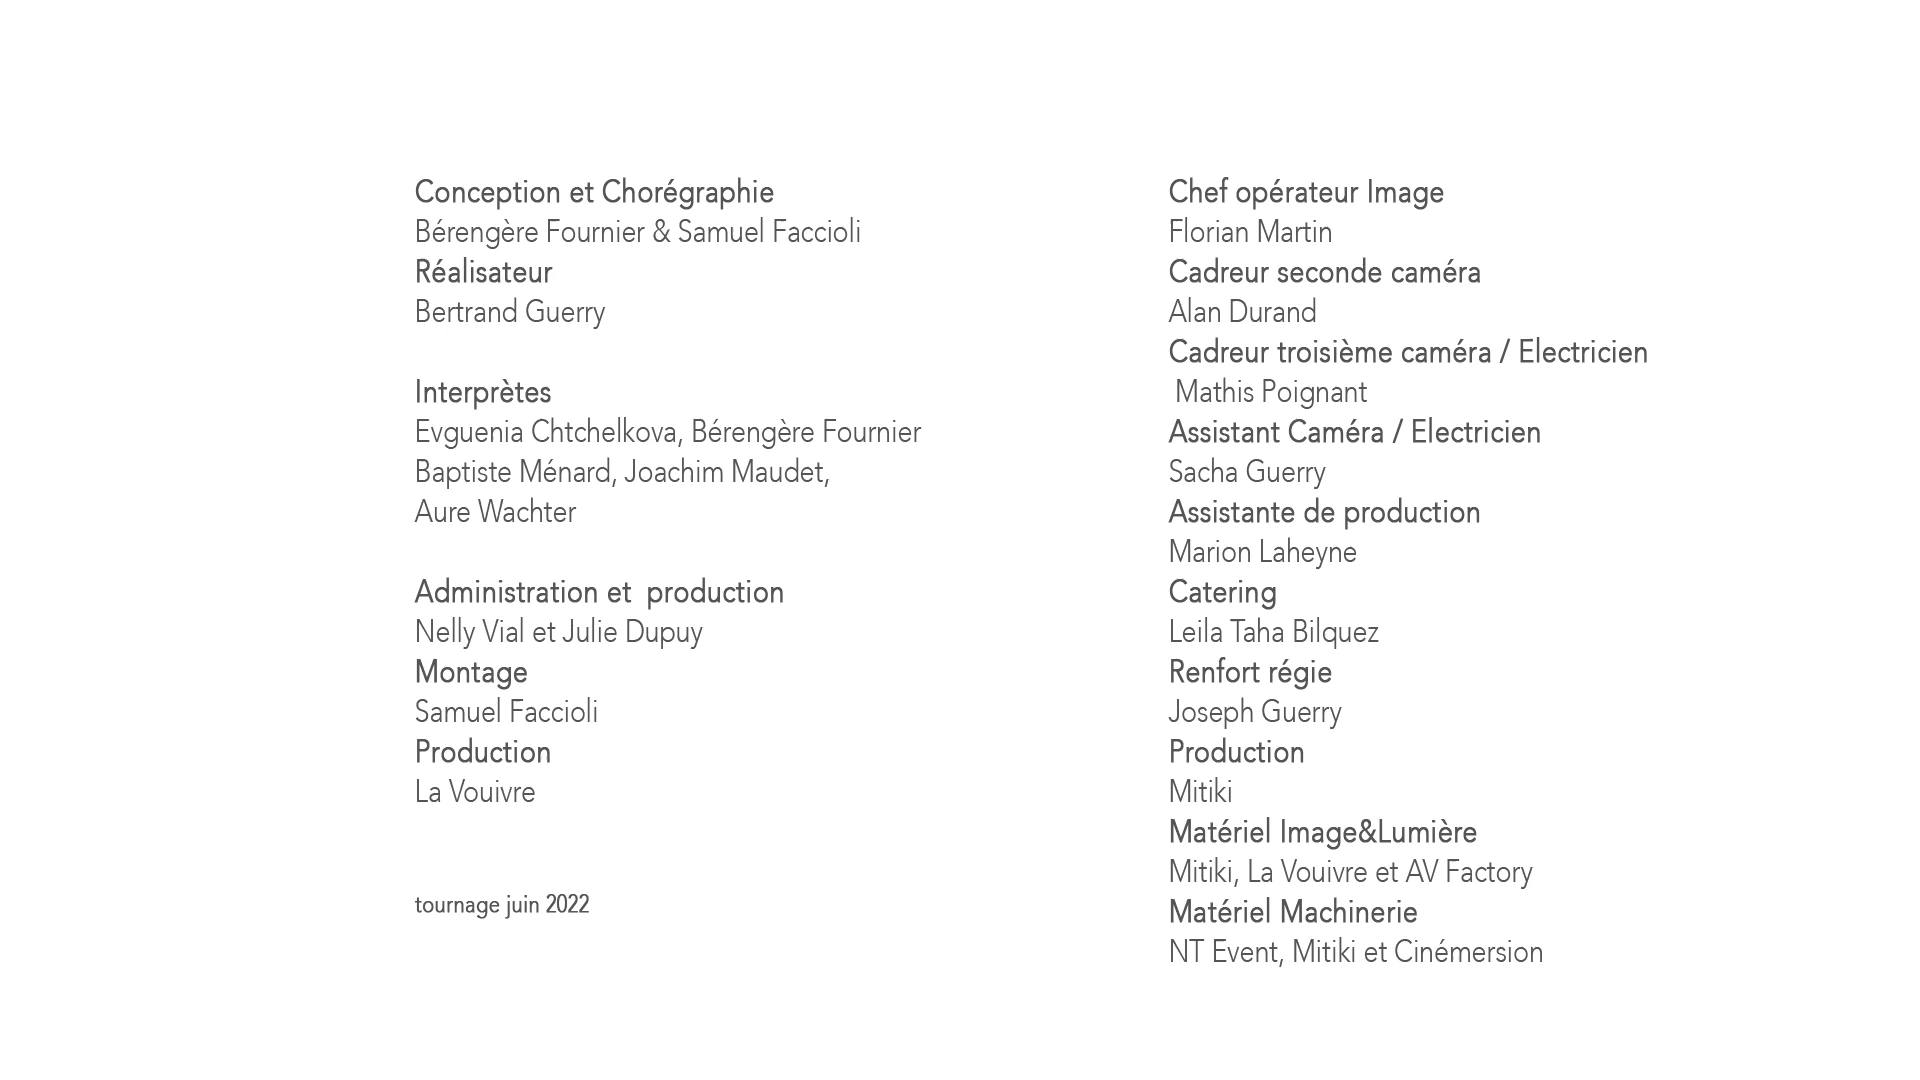 Conception et Chorégraphie
Bérengère Fournier & Samuel Faccioli
Réalisateur
Bertrand Guerry
Interprètes
Evguenia Chtchelkova, Bérengère Fournier
Baptiste Ménard, Joachim Maudet,
Aure Wachter
Administration et  production
Nelly Vial et Julie Dupuy
Montage
Samuel Faccioli
Production
La Vouivre
tournage juin 2022
Chef opérateur Image
Florian Martin
Cadreur seconde caméra
Alan Durand
Cadreur troisième caméra / Electricien
Mathis Poignant
Assistant Caméra / Electricien
Sacha Guerry
Assistante de production
Marion Laheyne
Catering
Leila Taha Bilquez
Renfort régie
Joseph Guerry
Production
Mitiki
Matériel Image&Lumière
Mitiki, La Vouivre et AV Factory
Matériel Machinerie
NT Event, Mitiki et Cinémersion